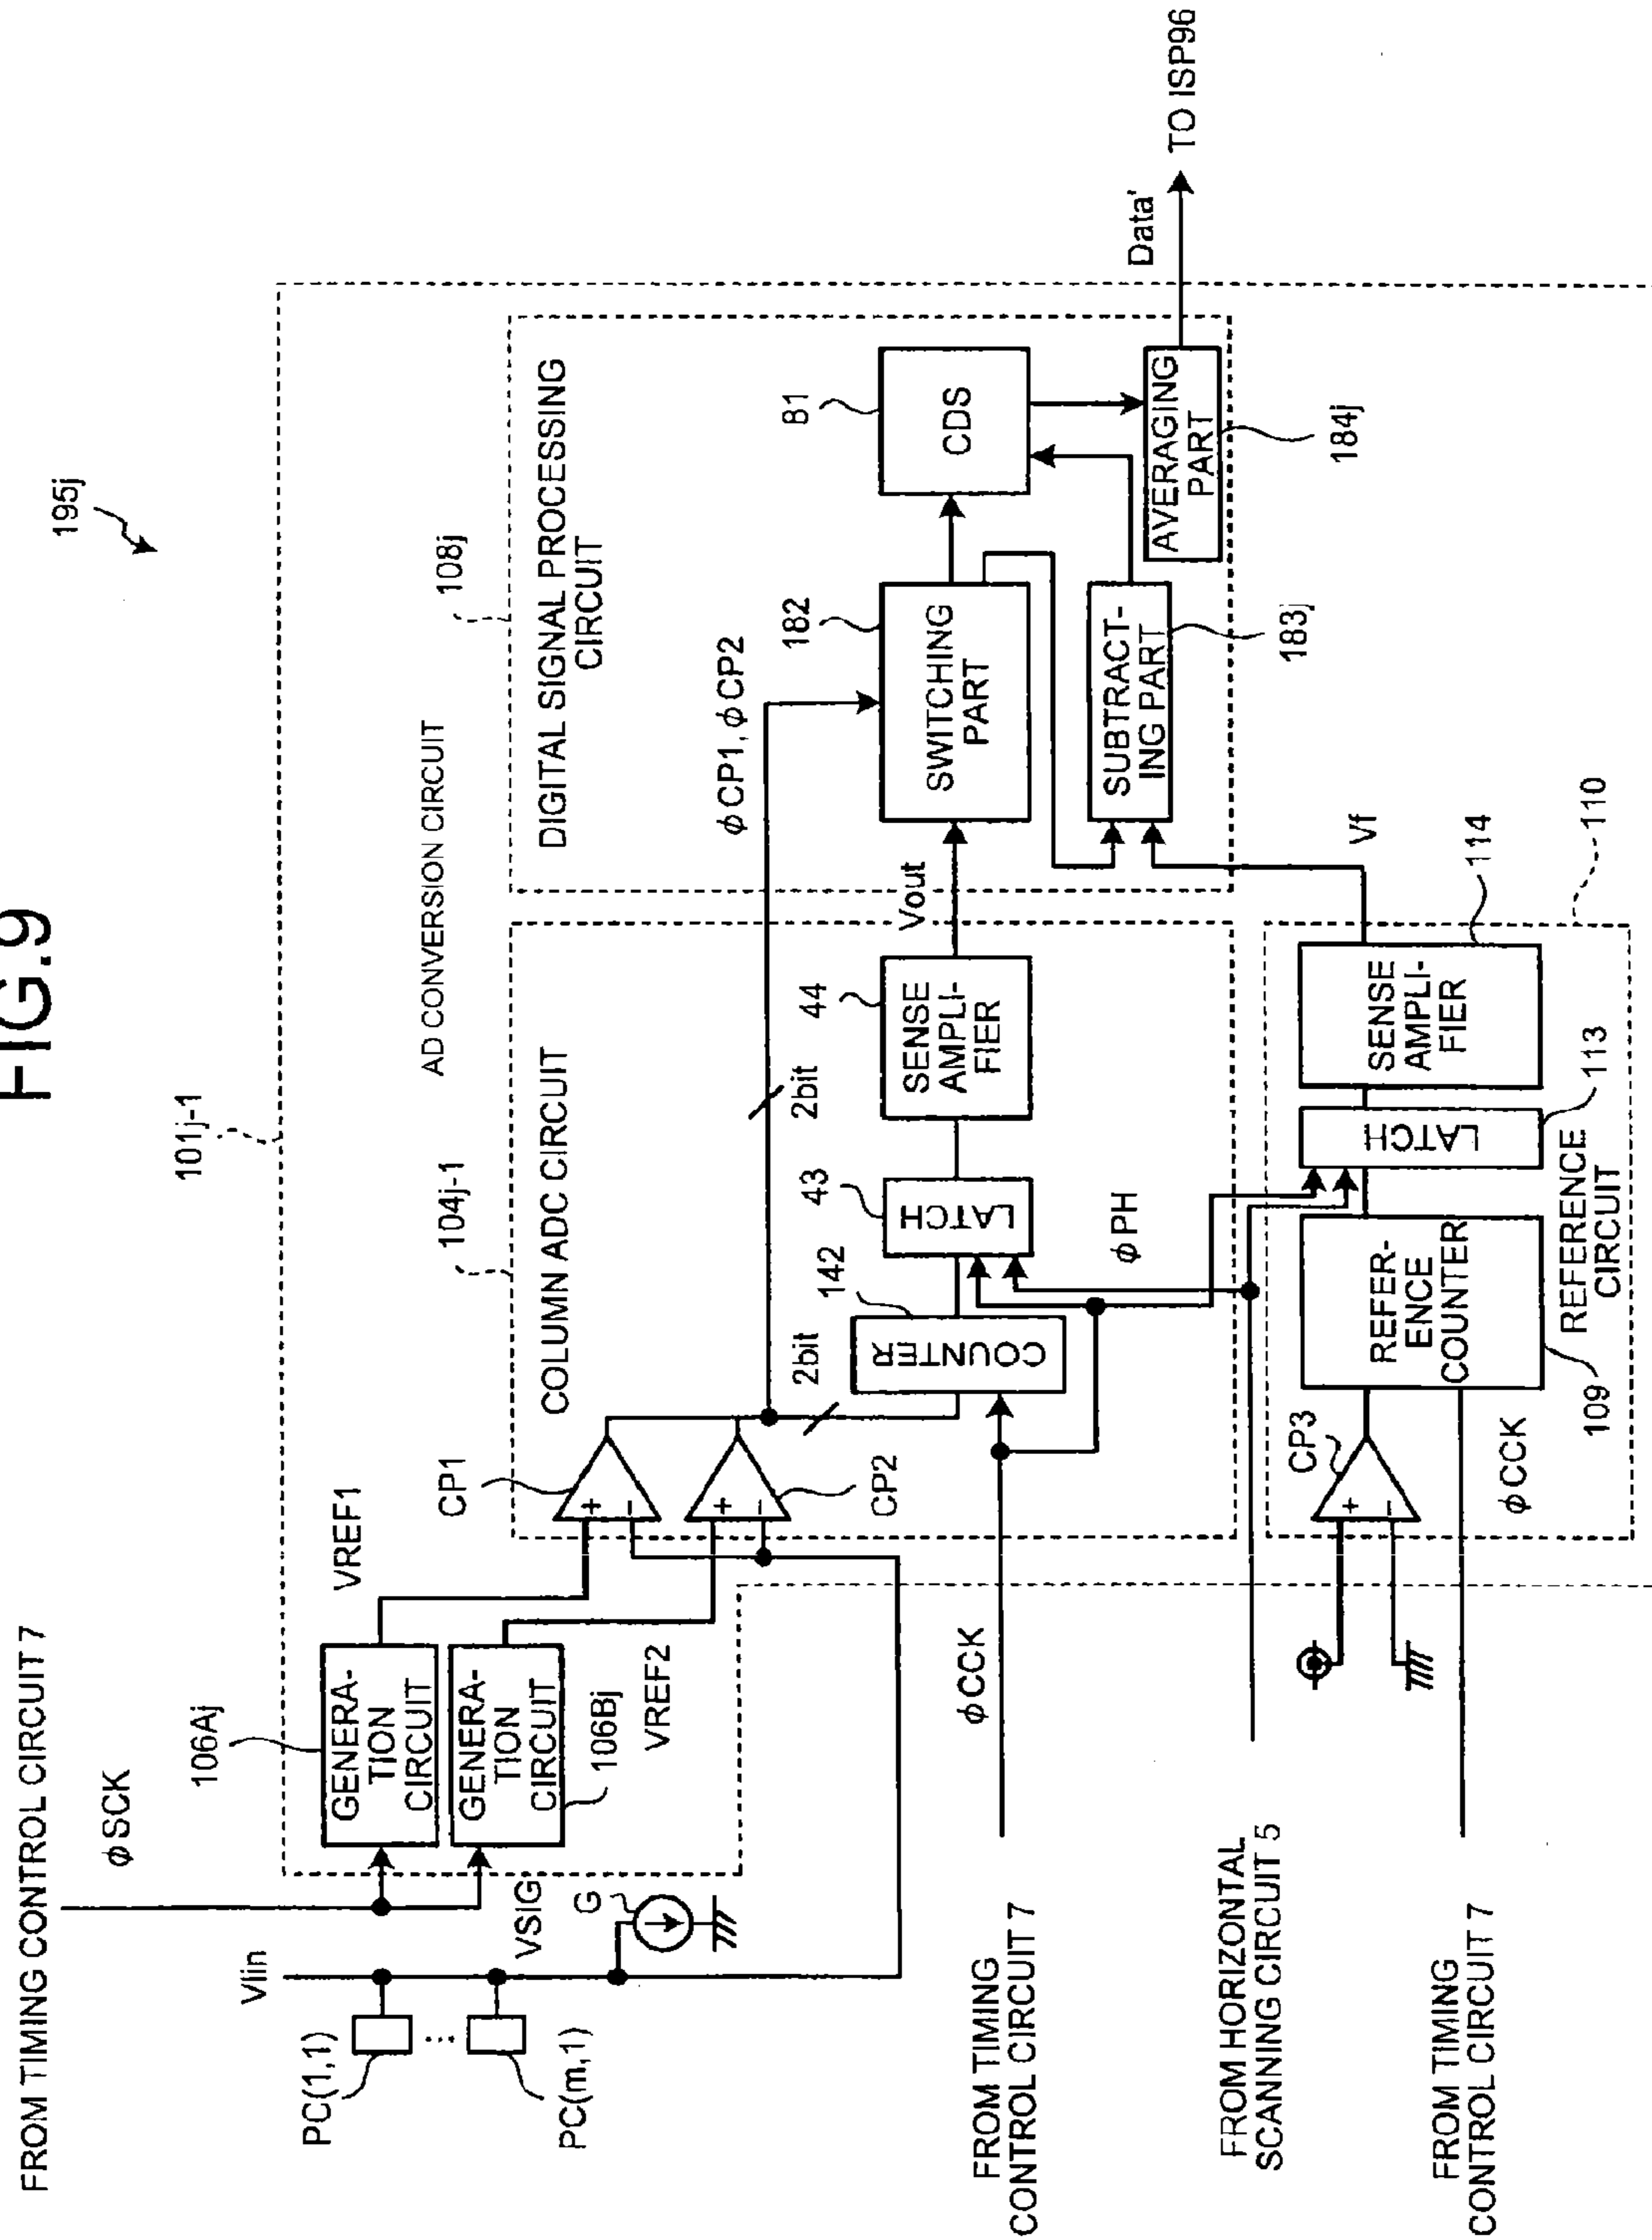 FIG.9
195j
101j-1
AD CONVERSION CIRCUIT
FROM TIMING CONTROL CIRCUIT 7
φSCK
106Aj
GENERA-
TION
CIRCUIT
GENERA-
TION
CIRCUIT
106Bj
VREF1
VREF2
Vlin
VSIG
G
PC(1,1)
...
PC(m,1)
104j-1
COLUMN ADC CIRCUIT
CP1
+
−
CP2
+
−
2bit
2bit
142
COUNTER
43
LATCH
44
SENSE
AMPLI-
FIER
Vout
φCP1, φCP2
108j
DIGITAL SIGNAL PROCESSING
CIRCUIT
182
SWITCHING
PART
81
CDS
SUBTRACT-
ING PART
183j
AVERAGING
PART
184j
Data'
TO ISP96
φCCK
FROM TIMING
CONTROL CIRCUIT 7
φPH
FROM HORIZONTAL
SCANNING CIRCUIT 5
CP3
+
−
φCCK
FROM TIMING
CONTROL CIRCUIT 7
REFER-
ENCE
COUNTER
109
LATCH
113
SENSE
AMPLI-
FIER
114
Vf
REFERENCE
CIRCUIT
110